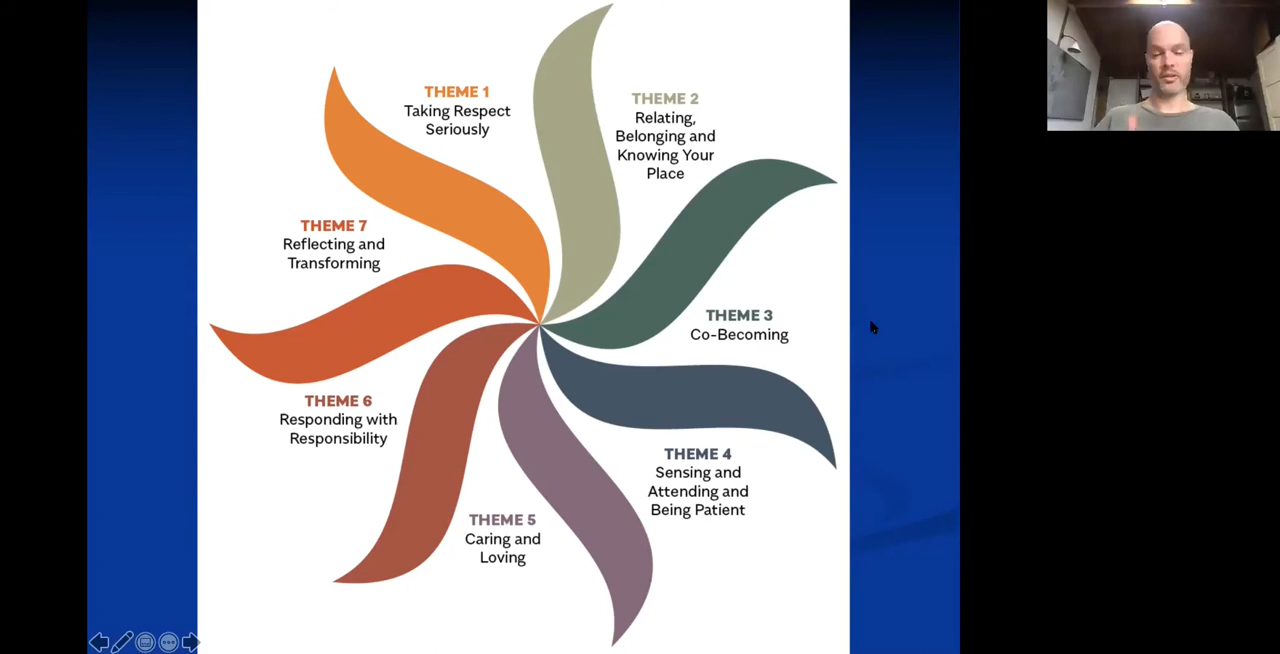 THEME 1
Taking Respect
Seriously
THEME 2
Relating,
Belonging and
Knowing Your
Place
THEME 3
Co-Becoming
THEME 4
Sensing and
Attending and
Being Patient
THEME 5
Caring and
Loving
THEME 6
Responding with
Responsibility
THEME 7
Reflecting and
Transforming